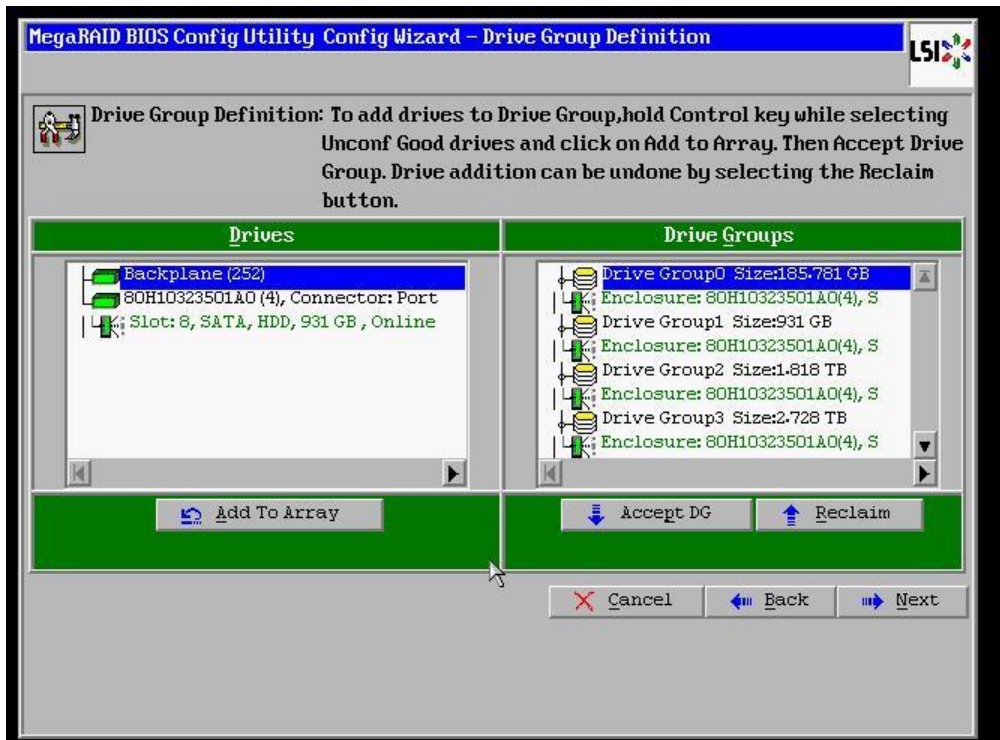 MegaRAID BIOS Config Utility Config Wizard – Drive Group Definition
LSI
Drive Group Definition: To add drives to Drive Group,hold Control key while selecting
Unconf Good drives and click on Add to Array. Then Accept Drive
Group. Drive addition can be undone by selecting the Reclaim
button.
Drives
Backplane (252)
80H10323501A0 (4), Connector: Port
Slot: 8, SATA, HDD, 931 GB , Online
Add To Array
Drive Groups
Drive Group0 Size:185.781 GB
Enclosure: 80H10323501A0(4), S
Drive Group1 Size:931 GB
Enclosure: 80H10323501A0(4), S
Drive Group2 Size:1.818 TB
Enclosure: 80H10323501A0(4), S
Drive Group3 Size:2.728 TB
Enclosure: 80H10323501A0(4), S
Accept DG
Reclaim
Cancel
Back
Next